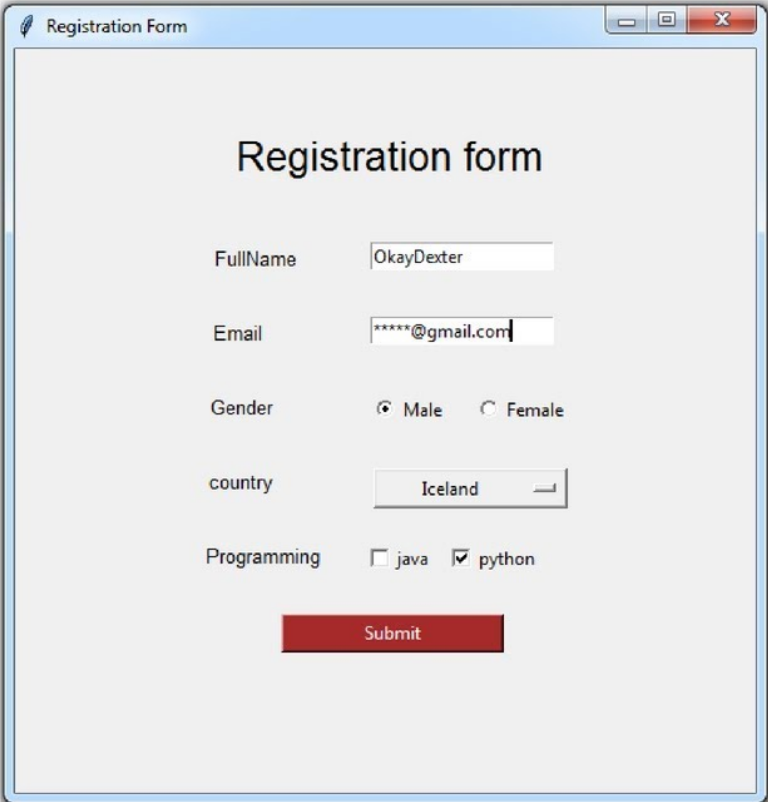 Registration Form
Registration form
FullName OkayDexter
Email *****@gmail.com
Gender Male Female
country Iceland
Programming java python
Submit